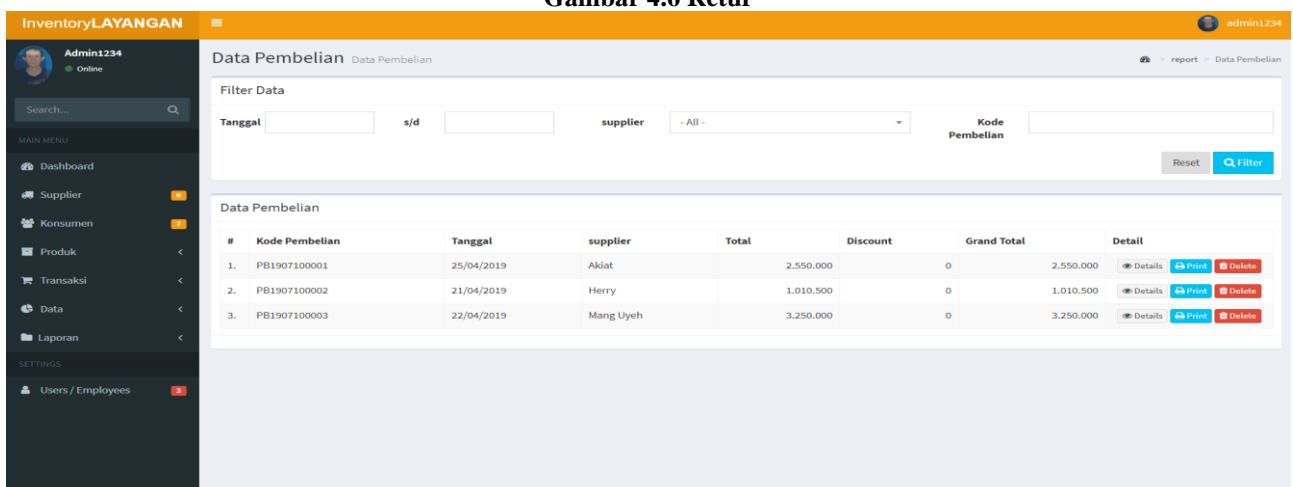 Gambar 4.6 Retur
InventoryLAYANGAN
admin1234
Admin1234
Online
Data Pembelian Data Pembelian
report > Data Pembelian
Search...
MAIN MENU
Dashboard
Supplier 6
Konsumen 7
Produk
Transaksi
Data
Laporan
SETTINGS
Users / Employees 3
Filter Data
Tanggal s/d supplier - All - Kode
Pembelian
Reset Filter
Data Pembelian
# Kode Pembelian Tanggal supplier Total Discount Grand Total Detail
1. PB1907100001 25/04/2019 Akiat 2.550.000 0 2.550.000 Details Print Delete
2. PB1907100002 21/04/2019 Herry 1.010.500 0 1.010.500 Details Print Delete
3. PB1907100003 22/04/2019 Mang Uyeh 3.250.000 0 3.250.000 Details Print Delete